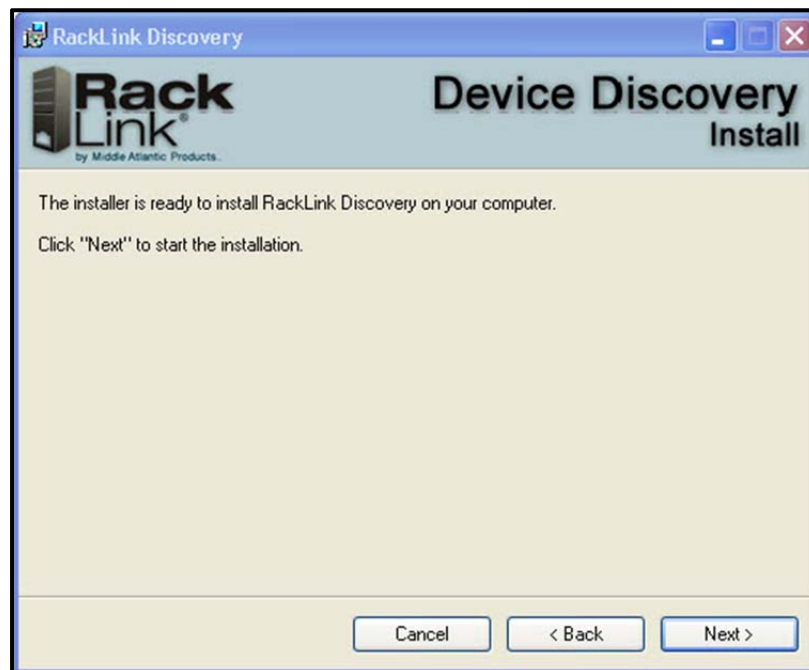 RackLink Discovery
Rack
Link®
by Middle Atlantic Products..
Device Discovery
Install
The installer is ready to install RackLink Discovery on your computer.
Click "Next" to start the installation.
Cancel
< Back
Next >